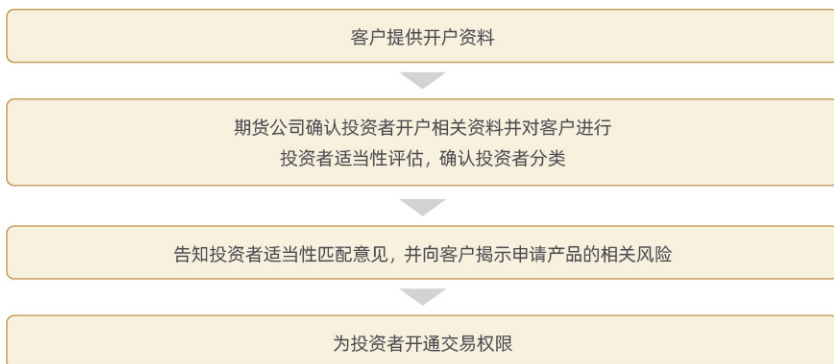 客户提供开户资料
期货公司确认投资者开户相关资料并对客户进行
投资者适当性评估，确认投资者分类
告知投资者适当性匹配意见，并向客户揭示申请产品的相关风险
为投资者开通交易权限